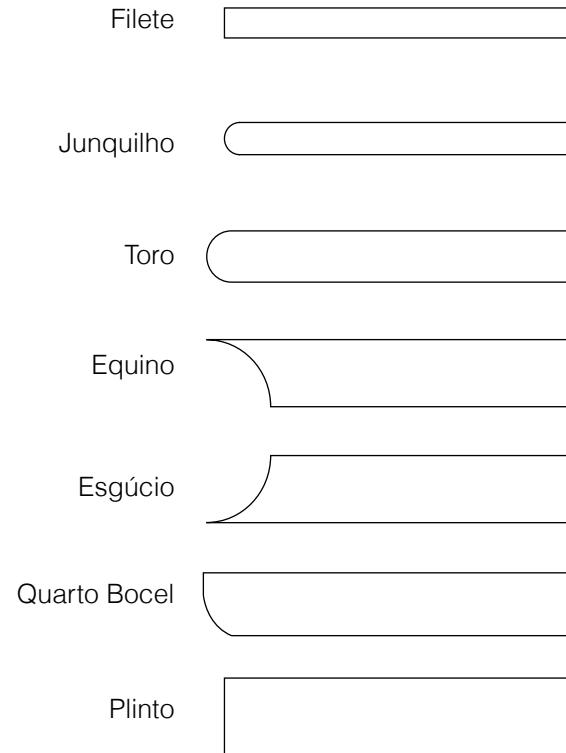 Filete
Junquilho
Toro
Equino
Esgúcio
Quarto Bocel
Plinto